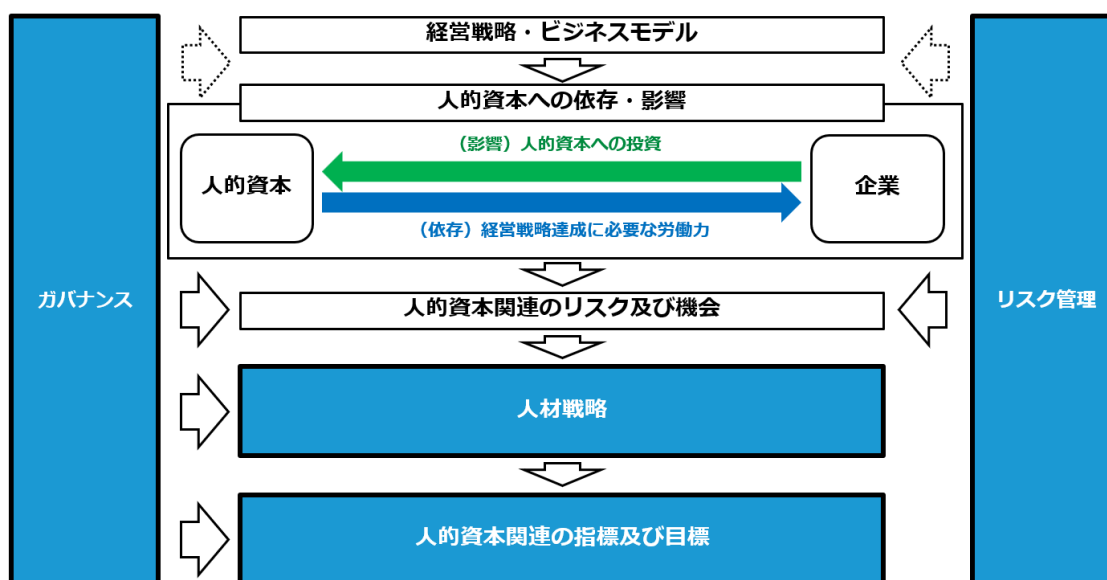 経営戦略・ビジネスモデル
人的資本への依存・影響
（影響）人的資本への投資
人的資本
企業
（依存）経営戦略達成に必要な労働力
ガバナンス
人的資本関連のリスク及び機会
リスク管理
人材戦略
人的資本関連の指標及び目標